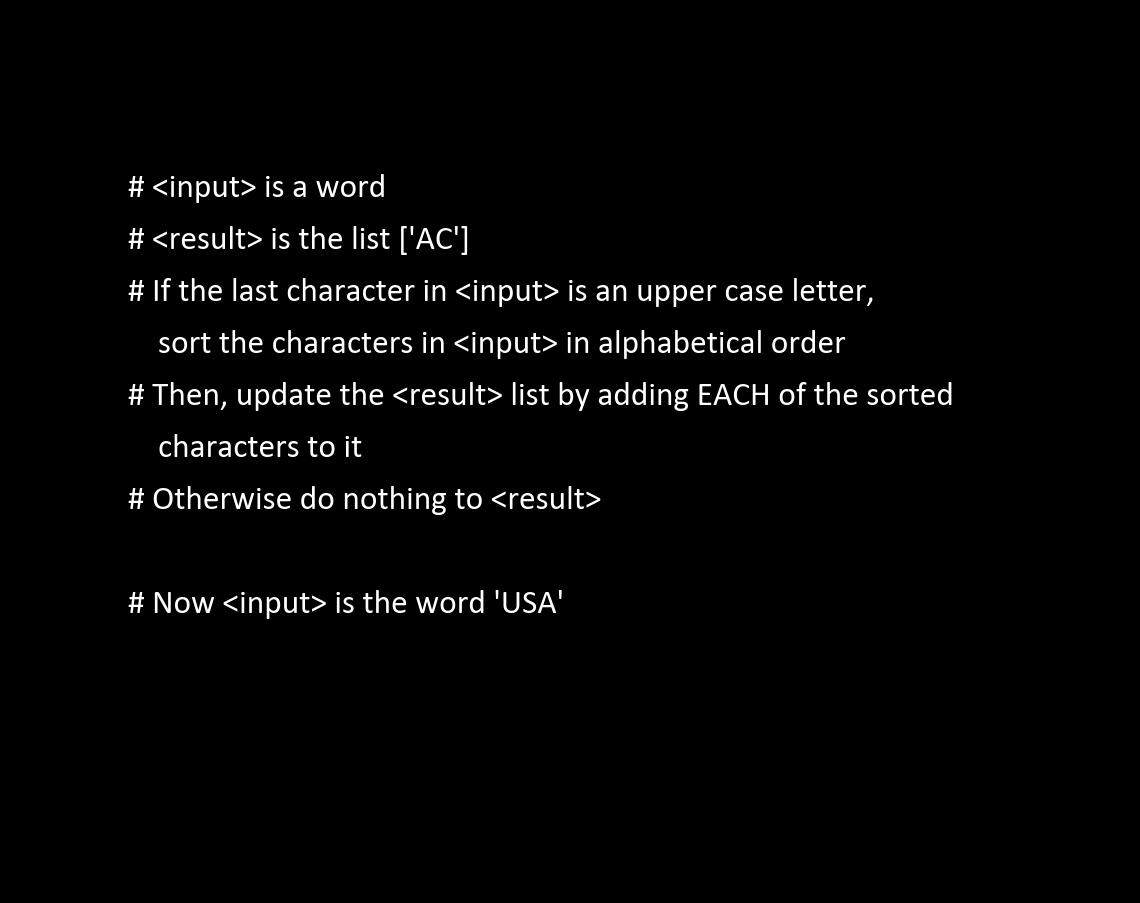 # <input> is a word
# <result> is the list ['AC']
# If the last character in <input> is an upper case letter,
sort the characters in <input> in alphabetical order
# Then, update the <result> list by adding EACH of the sorted
characters to it
# Otherwise do nothing to <result>
# Now <input> is the word 'USA'